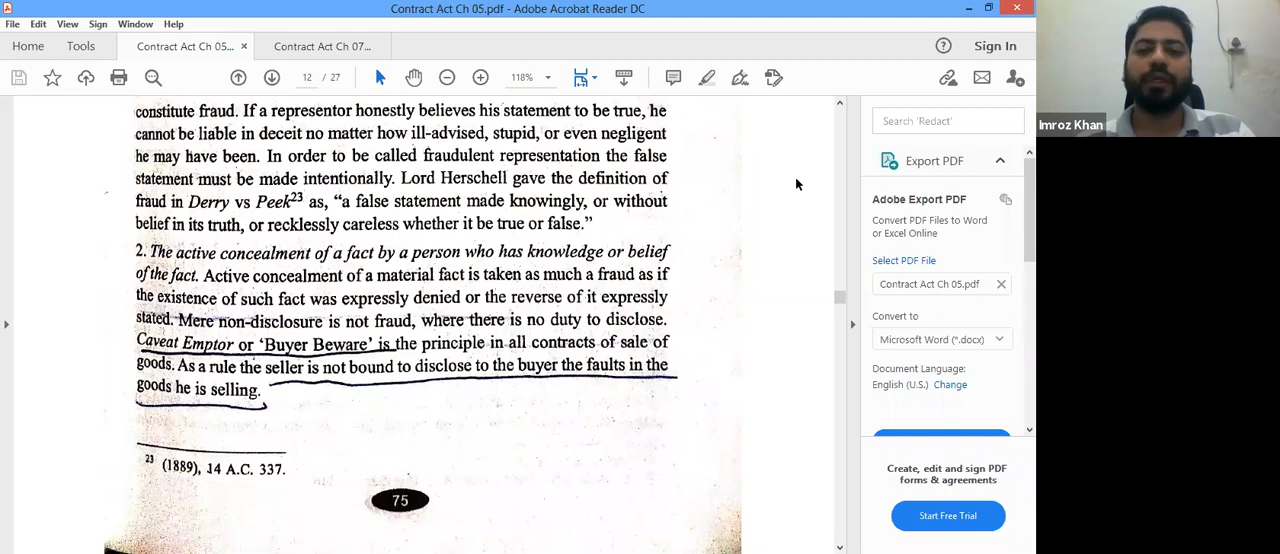 Contract Act Ch 05.pdf - Adobe Acrobat Reader DC
File Edit View Sign Window Help
Home Tools Contract Act Ch 05... × Contract Act Ch 07... Sign In
12 / 27 118%
constitute fraud. If a representor honestly believes his statement to be true, he
cannot be liable in deceit no matter how ill-advised, stupid, or even negligent
he may have been. In order to be called fraudulent representation the false
statement must be made intentionally. Lord Herschell gave the definition of
fraud in Derry vs Peek23 as, “a false statement made knowingly, or without
belief in its truth, or recklessly careless whether it be true or false.”
2. The active concealment of a fact by a person who has knowledge or belief
of the fact. Active concealment of a material fact is taken as much a fraud as if
the existence of such fact was expressly denied or the reverse of it expressly
stated. Mere non-disclosure is not fraud, where there is no duty to disclose.
Caveat Emptor or ‘Buyer Beware’ is the principle in all contracts of sale of
goods. As a rule the seller is not bound to disclose to the buyer the faults in the
goods he is selling.
23 (1889), 14 A.C. 337.
75
Search 'Redact'
Export PDF
Adobe Export PDF
Convert PDF Files to Word
or Excel Online
Select PDF File
Contract Act Ch 05.pdf
Convert to
Microsoft Word (*.docx)
Document Language:
English (U.S.) Change
Create, edit and sign PDF
forms & agreements
Start Free Trial
Imroz Khan